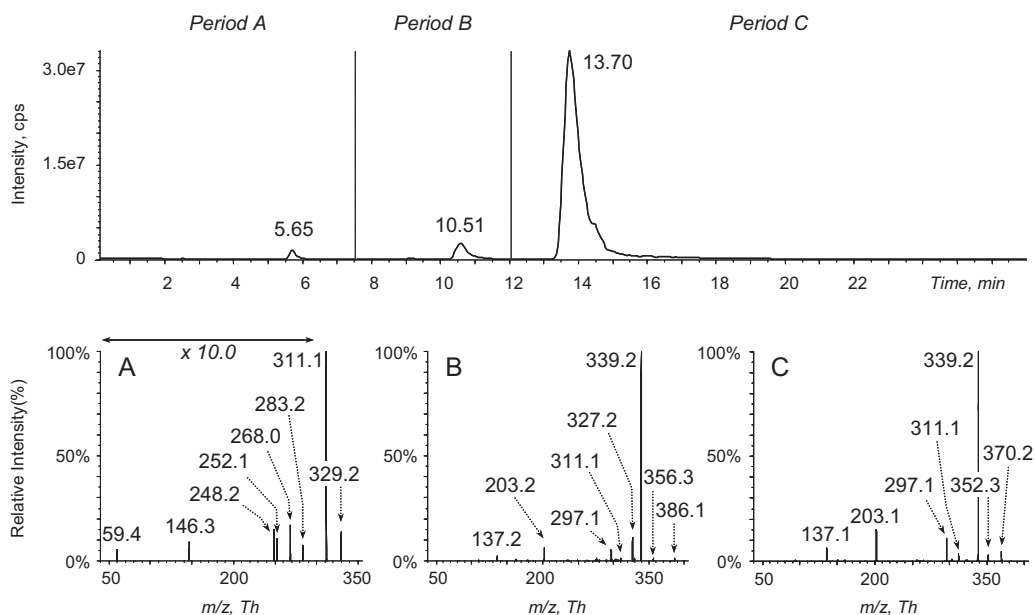 Period A Period B Period C
Intensity, cps
3.0e7
1.5e7
0
5.65
10.51
13.70
2 4 6 8 10 12 14 16 18 20 22 Time, min
Relative Intensity(%)
100%
50%
0%
A
x 10.0
311.1
283.2
268.0
252.1
248.2
329.2
146.3
59.4
50 200 350
m/z, Th
100%
50%
0%
B
339.2
327.2
311.1
356.3
203.2
297.1
386.1
137.2
50 200 350
m/z, Th
100%
50%
0%
C
339.2
311.1
370.2
297.1
352.3
203.1
137.1
50 200 350
m/z, Th